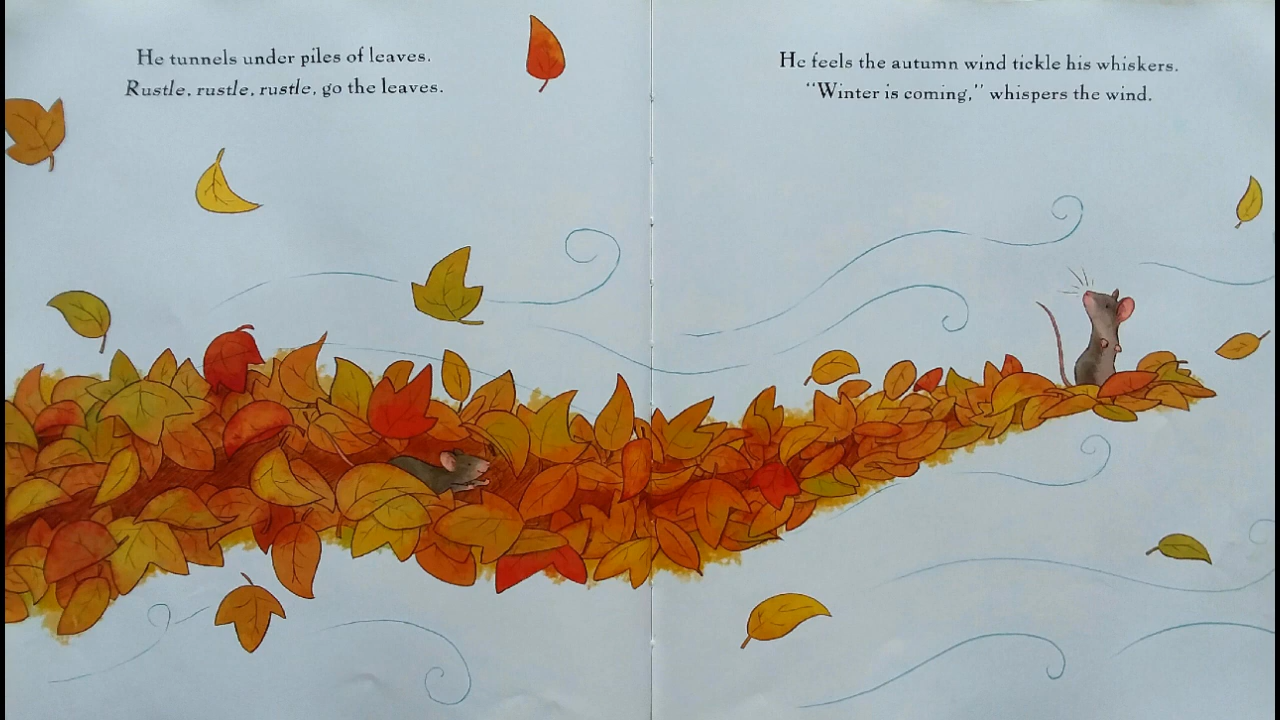 He tunnels under piles of leaves.
Rustle, rustle, rustle, go the leaves.
He feels the autumn wind tickle his whiskers.
"Winter is coming," whispers the wind.